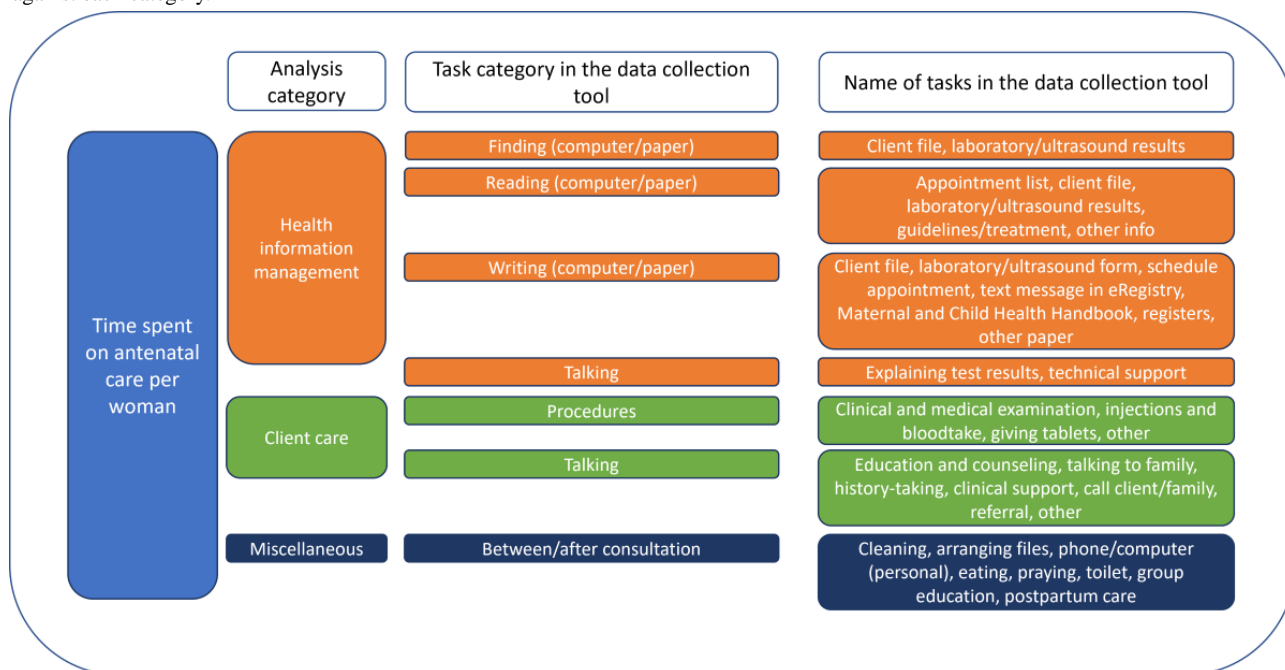 against each category.
Analysis
category
Task category in the data collection
tool
Name of tasks in the data collection tool
Time spent
on antenatal
care per
woman
Health
information
management
Finding (computer/paper)
Client file, laboratory/ultrasound results
Reading (computer/paper)
Appointment list, client file,
laboratory/ultrasound results,
guidelines/treatment, other info
Writing (computer/paper)
Client file, laboratory/ultrasound form, schedule
appointment, text message in eRegistry,
Maternal and Child Health Handbook, registers,
other paper
Talking
Explaining test results, technical support
Client care
Procedures
Clinical and medical examination, injections and
bloodtake, giving tablets, other
Talking
Education and counseling, talking to family,
history-taking, clinical support, call client/family,
referral, other
Miscellaneous
Between/after consultation
Cleaning, arranging files, phone/computer
(personal), eating, praying, toilet, group
education, postpartum care